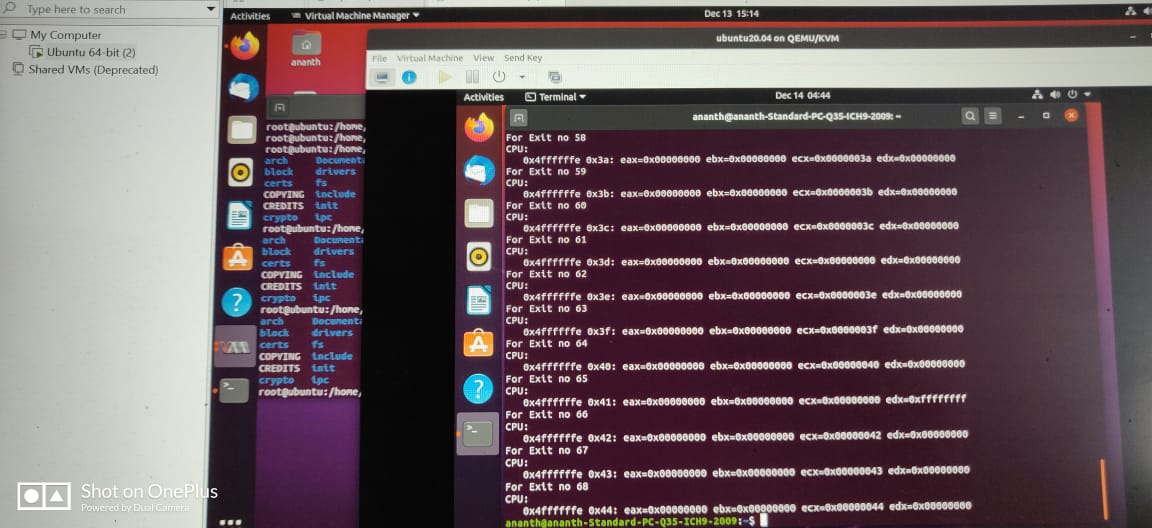 Type here to search
My Computer
Ubuntu 64-bit (2)
Shared VMs (Deprecated)
Activities
Virtual Machine Manager
Dec 13 15:14
ananth
root@ubuntu:/home,
root@ubuntu:/home,
root@ubuntu:/home,
arch Document
block drivers
certs fs
COPYING include
CREDITS init
crypto ipc
root@ubuntu:/home,
arch Document
block drivers
certs fs
COPYING include
CREDITS init
crypto ipc
root@ubuntu:/home,
arch Document
block drivers
certs fs
COPYING include
CREDITS init
crypto ipc
root@ubuntu:/home,
ubuntu20.04 on QEMU/KVM
File Virtual Machine View Send Key
Activities
Terminal
Dec 14 04:44
ananth@ananth-Standard-PC-Q35-ICH9-2009: ~
For Exit no 58
CPU:
0x4ffffffe 0x3a: eax=0x00000000 ebx=0x00000000 ecx=0x0000003a edx=0x00000000
For Exit no 59
CPU:
0x4ffffffe 0x3b: eax=0x00000000 ebx=0x00000000 ecx=0x0000003b edx=0x00000000
For Exit no 60
CPU:
0x4ffffffe 0x3c: eax=0x00000000 ebx=0x00000000 ecx=0x0000003c edx=0x00000000
For Exit no 61
CPU:
0x4ffffffe 0x3d: eax=0x00000000 ebx=0x00000000 ecx=0x00000000 edx=0x00000000
For Exit no 62
CPU:
0x4ffffffe 0x3e: eax=0x00000000 ebx=0x00000000 ecx=0x0000003e edx=0x00000000
For Exit no 63
CPU:
0x4ffffffe 0x3f: eax=0x00000000 ebx=0x00000000 ecx=0x0000003f edx=0x00000000
For Exit no 64
CPU:
0x4ffffffe 0x40: eax=0x00000000 ebx=0x00000000 ecx=0x00000040 edx=0x00000000
For Exit no 65
CPU:
0x4ffffffe 0x41: eax=0x00000000 ebx=0x00000000 ecx=0x00000000 edx=0xffffffff
For Exit no 66
CPU:
0x4ffffffe 0x42: eax=0x00000000 ebx=0x00000000 ecx=0x00000042 edx=0x00000000
For Exit no 67
CPU:
0x4ffffffe 0x43: eax=0x00000000 ebx=0x00000000 ecx=0x00000043 edx=0x00000000
For Exit no 68
CPU:
0x4ffffffe 0x44: eax=0x00000000 ebx=0x00000000 ecx=0x00000044 edx=0x00000000
ananth@ananth-Standard-PC-Q35-ICH9-2009:~$
Shot on OnePlus
Powered by Dual Camera